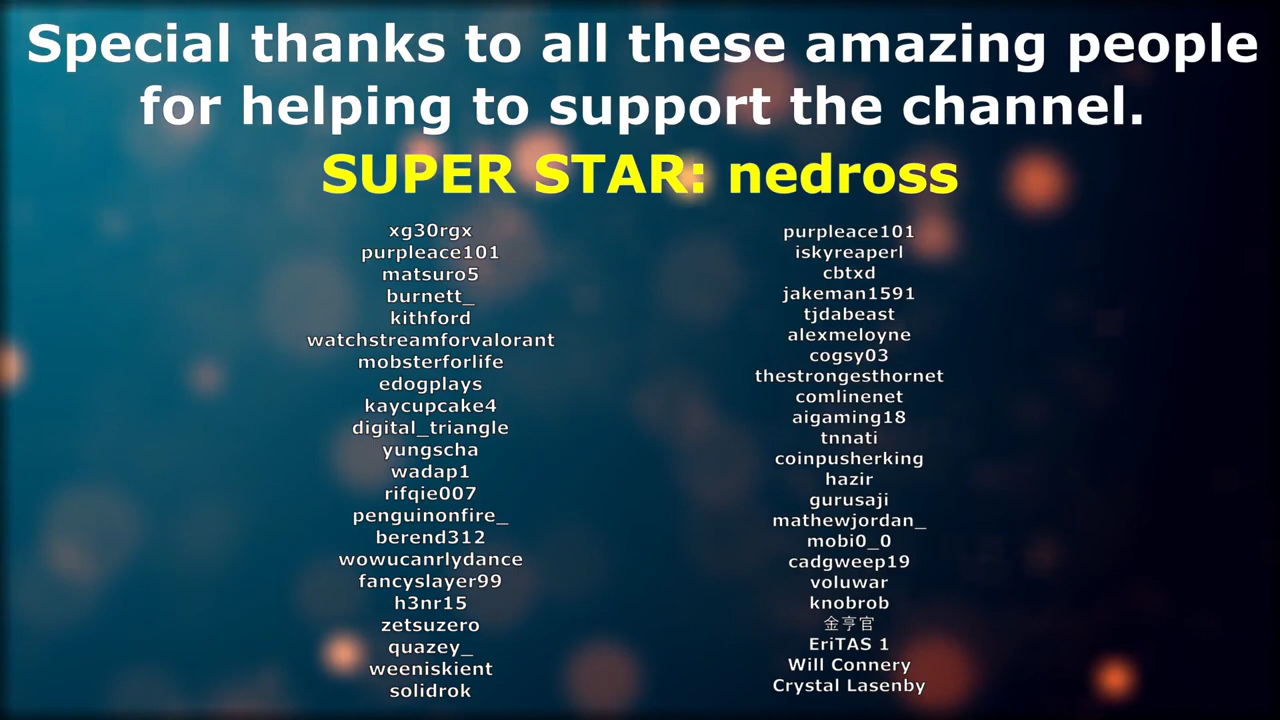 Special thanks to all these amazing people
for helping to support the channel.
SUPER STAR: nedross
xg30rgx
purpleace101
matsuro5
burnett_
kithford
watchstreamforvalorant
mobsterforlife
edogplays
kaycupcake4
digital_triangle
yungscha
wadap1
rifqie007
penguinonfire_
berend312
wowucanrlydance
fancyslayer99
h3nr15
zetsuzero
quazey_
weeniskient
solidrok
purpleace101
iskyreaperl
cbtxd
jakeman1591
tjdabeast
alexmeloyne
cogsy03
thestrongesthornet
comlinenet
aigaming18
tnnati
coinpusherking
hazir
gurusaji
mathewjordan_
mobi0_0
cadgweep19
voluwar
knobrob
金亨官
EriTAS 1
Will Connery
Crystal Lasenby